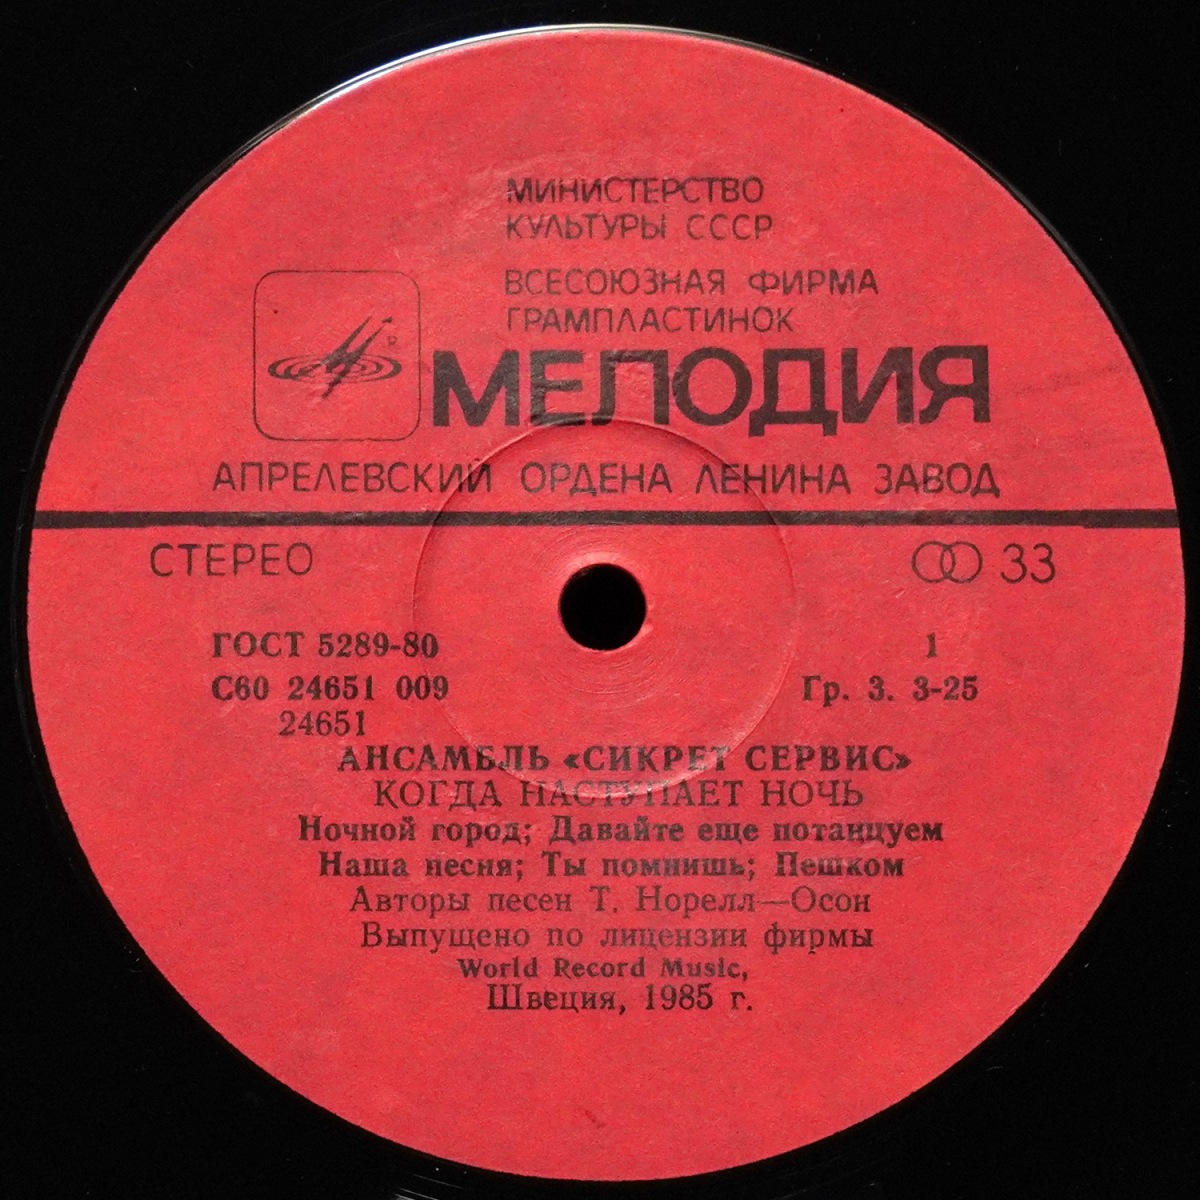 МИНИСТЕРСТВО
КУЛЬТУРЫ СССР
ВСЕСОЮЗНАЯ ФИРМА
ГРАМПЛАСТИНОК
МЕЛОДИЯ
АПРЕЛЕВСКИЙ ОРДЕНА ЛЕНИНА ЗАВОД
СТЕРЕО 33
ГОСТ 5289-80 1
С60 24651 009 Гр. 3. 3-25
24651
АНСАМБЛЬ «СИКРЕТ СЕРВИС»
КОГДА НАСТУПАЕТ НОЧЬ
Ночной город; Давайте еще потанцуем
Наша песня; Ты помнишь; Пешком
Авторы песен Т. Норелл—Осон
Выпущено по лицензии фирмы
World Record Music,
Швеция, 1985 г.